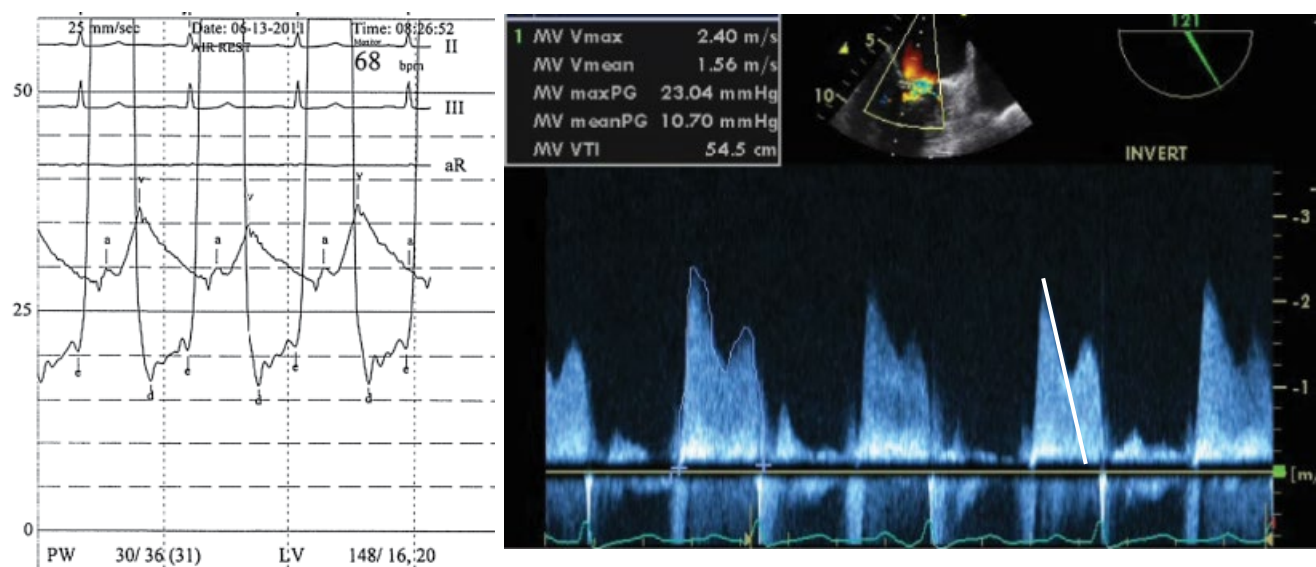 25 mm/sec Date: 06-13-2011 Time: 08:26:52
AIR REST Monitor
68 bpm
II
III
aR
50
25
0
v v v
a a a a
e e e e
d d d
PW 30/ 36 (31) LV 148/ 16, 20
1 MV Vmax 2.40 m/s
MV Vmean 1.56 m/s
MV maxPG 23.04 mmHg
MV meanPG 10.70 mmHg
MV VTI 54.5 cm
5
10
121
INVERT
-3
-2
-1
[m/